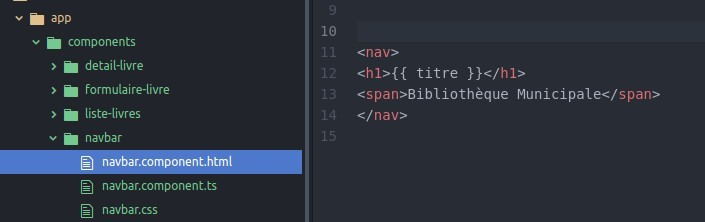 app
components
detail-livre
formulaire-livre
liste-livres
navbar
navbar.component.html
navbar.component.ts
navbar.css
9
10
11 <nav>
12 <h1>{{ titre }}</h1>
13 <span>Bibliothèque Municipale</span>
14 </nav>
15